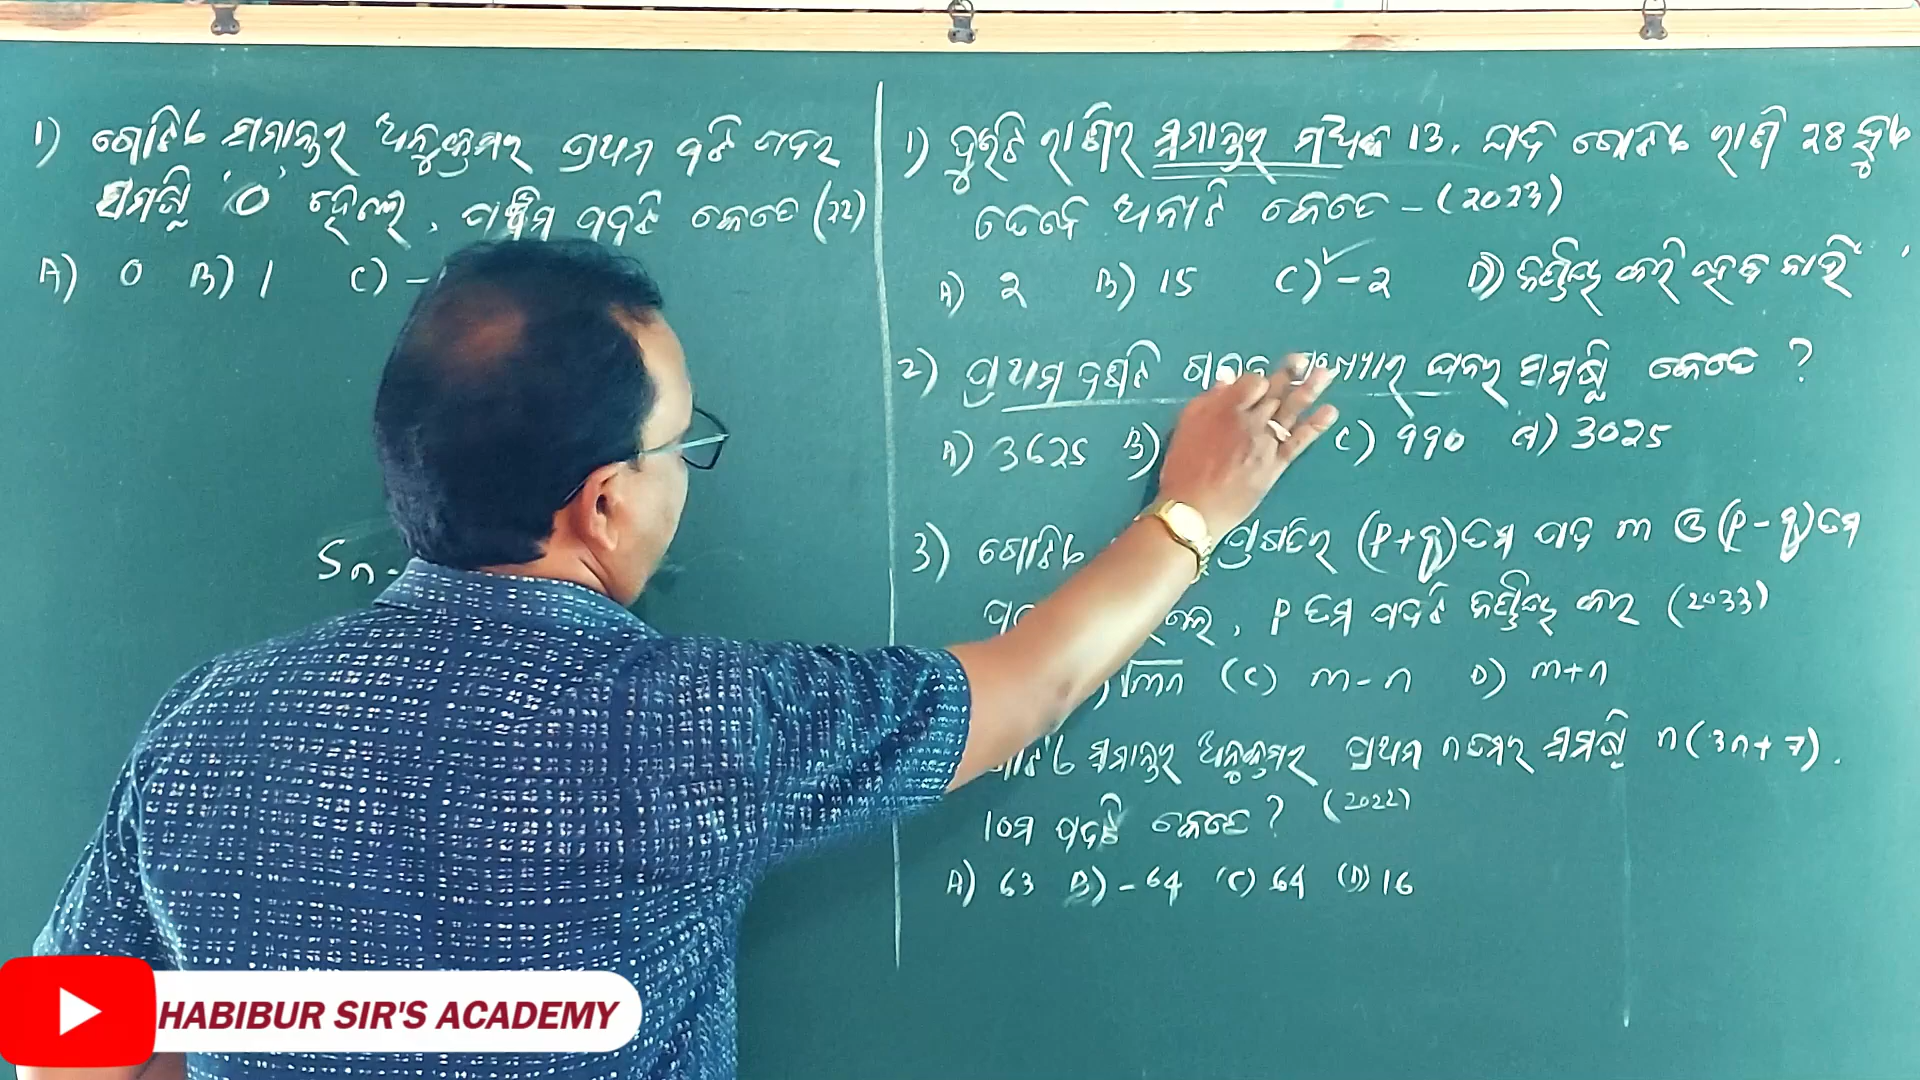 1) ଗୋଟିଏ ସମାନ୍ତର ଅନୁକ୍ରମର ପ୍ରଥମ ୯ଟି ପଦର
ସମଷ୍ଟି '0' ହେଲେ, ପଞ୍ଚମ ପଦଟି କେତେ (22)
A) 0 B) 1 C) -
Sn -
1) ଦୁଇଟି ରାଶିର ସମାନ୍ତର ମଧ୍ୟକ 13. ଯଦି ଗୋଟିଏ ରାଶି 28 ହୁଏ
ତେବେ ଅନ୍ୟଟି କେତେ - (2023)
A) 2 B) 15 C) -2 D) ନିର୍ଣ୍ଣୟ କରି ହେବ ନାହିଁ
2) ପ୍ରଥମ ଦଶଟି ଗଣନ ସଂଖ୍ୟାର ଘନର ସମଷ୍ଟି କେତେ ?
A) 3625 B) C) 990 D) 3025
3) ଗୋଟିଏ ପ୍ରଗତିର (P+q)ତମ ପଦ m ଓ (P-q)ତମ
ହେଲେ, P ତମ ପଦଟି ନିର୍ଣ୍ଣୟ କର (2033)
) √mn (C) m-n D) m+n
ସମାନ୍ତର ଅନୁକ୍ରମର ପ୍ରଥମ n ପଦର ସମଷ୍ଟି n(3n+7).
10ମ ପଦଟି କେତେ ? (2022)
A) 63 B) -64 (C) 64 (D) 16
HABIBUR SIR'S ACADEMY